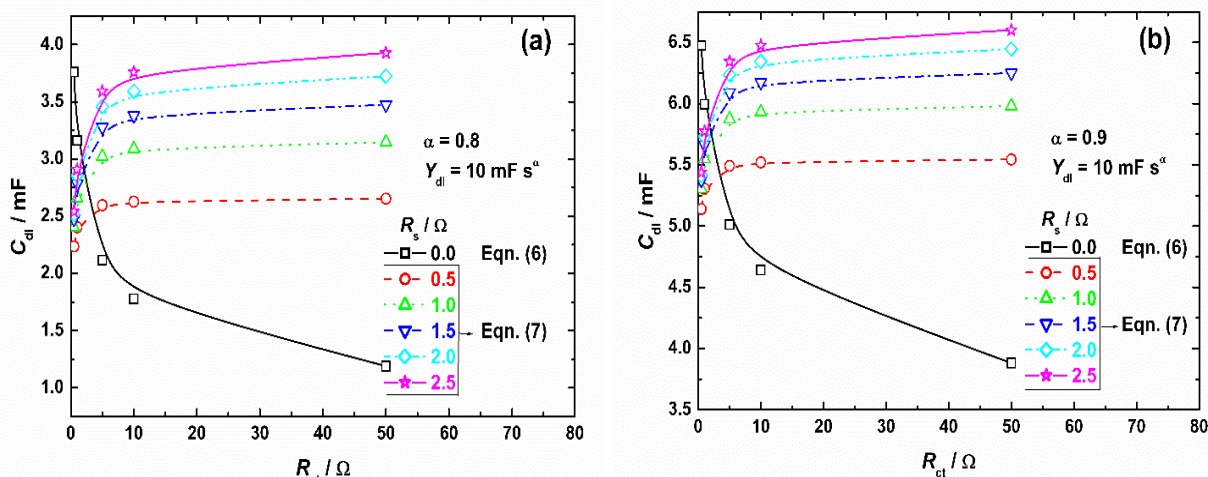 (a)
C_dl / mF
4.0
3.5
3.0
2.5
2.0
1.5
1.0
α = 0.8
Y_dl = 10 mF s^α
R_s / Ω
0.0 Eqn. (6)
0.5
1.0
1.5 Eqn. (7)
2.0
2.5
0 10 20 30 40 50 60 70 80
/ Ω
(b)
C_dl / mF
6.5
6.0
5.5
5.0
4.5
4.0
3.5
α = 0.9
Y_dl = 10 mF s^α
R_s / Ω
0.0 Eqn. (6)
0.5
1.0
1.5 Eqn. (7)
2.0
2.5
0 10 20 30 40 50 60 70 80
R_ct / Ω